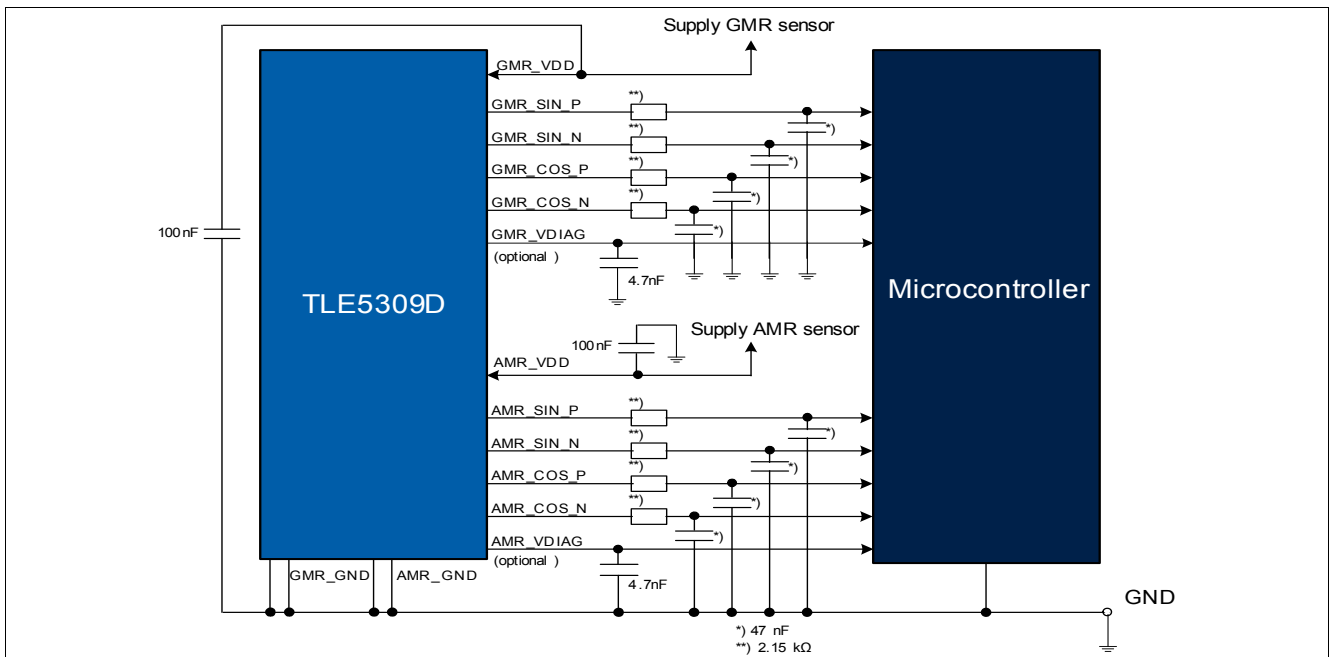 Supply GMR sensor
GMR_VDD
**)
GMR_SIN_P
*)
**)
GMR_SIN_N
*)
**)
GMR_COS_P
*)
**)
GMR_COS_N
*)
100nF
GMR_VDIAG
(optional )
4.7nF
TLE5309D
Microcontroller
Supply AMR sensor
100nF
AMR_VDD
**)
AMR_SIN_P
*)
**)
AMR_SIN_N
*)
**)
AMR_COS_P
*)
**)
AMR_COS_N
*)
AMR_VDIAG
(optional )
4.7nF
GMR_GND
AMR_GND
GND
*) 47 nF
**) 2.15 kΩ